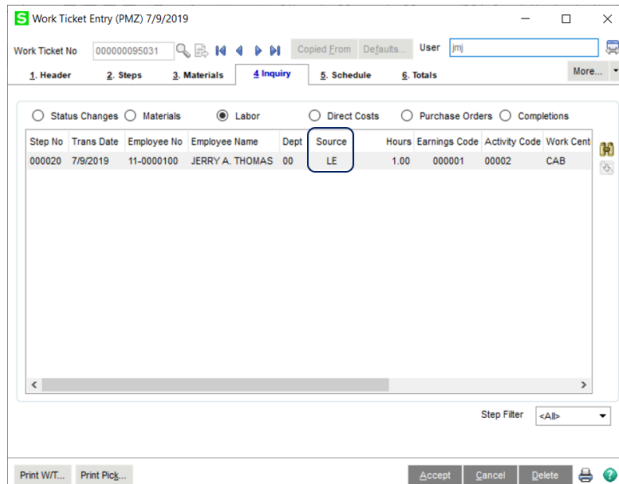 S Work Ticket Entry (PMZ) 7/9/2019
Work Ticket No 000000095031 Copied From Defaults... User jmj
1. Header 2. Steps 3. Materials 4 Inquiry 5. Schedule 6. Totals More...
Status Changes Materials Labor Direct Costs Purchase Orders Completions
Step No Trans Date Employee No Employee Name Dept Source Hours Earnings Code Activity Code Work Cent
000020 7/9/2019 11-0000100 JERRY A. THOMAS 00 LE 1.00 000001 00002 CAB
Step Filter <All>
Print W/T... Print Pick... Accept Cancel Delete